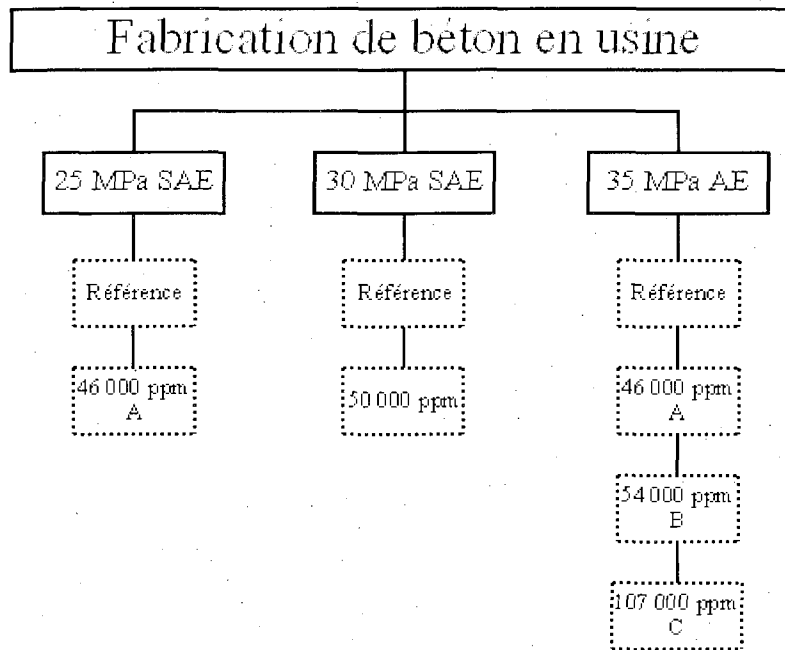 Fabrication de béton en usine
25 MPa SAE
30 MPa SAE
35 MPa AE
Référence
Référence
Référence
46 000 ppm
A
50 000 ppm
46 000 ppm
A
54 000 ppm
B
107 000 ppm
C